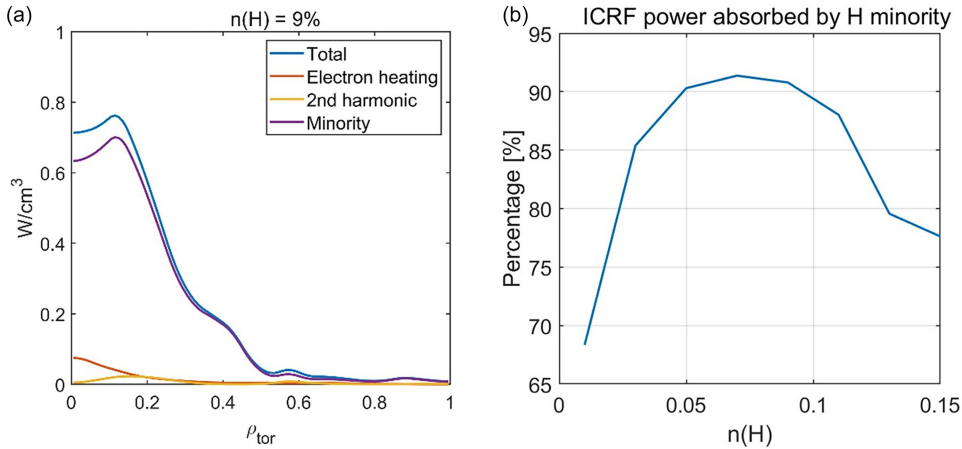 (a)
n(H) = 9%
W/cm³
1
0.8
0.6
0.4
0.2
0
Total
Electron heating
2nd harmonic
Minority
0 0.2 0.4 0.6 0.8 1
ρtor
(b)
ICRF power absorbed by H minority
Percentage [%]
95
90
85
80
75
70
65
0 0.05 0.1 0.15
n(H)